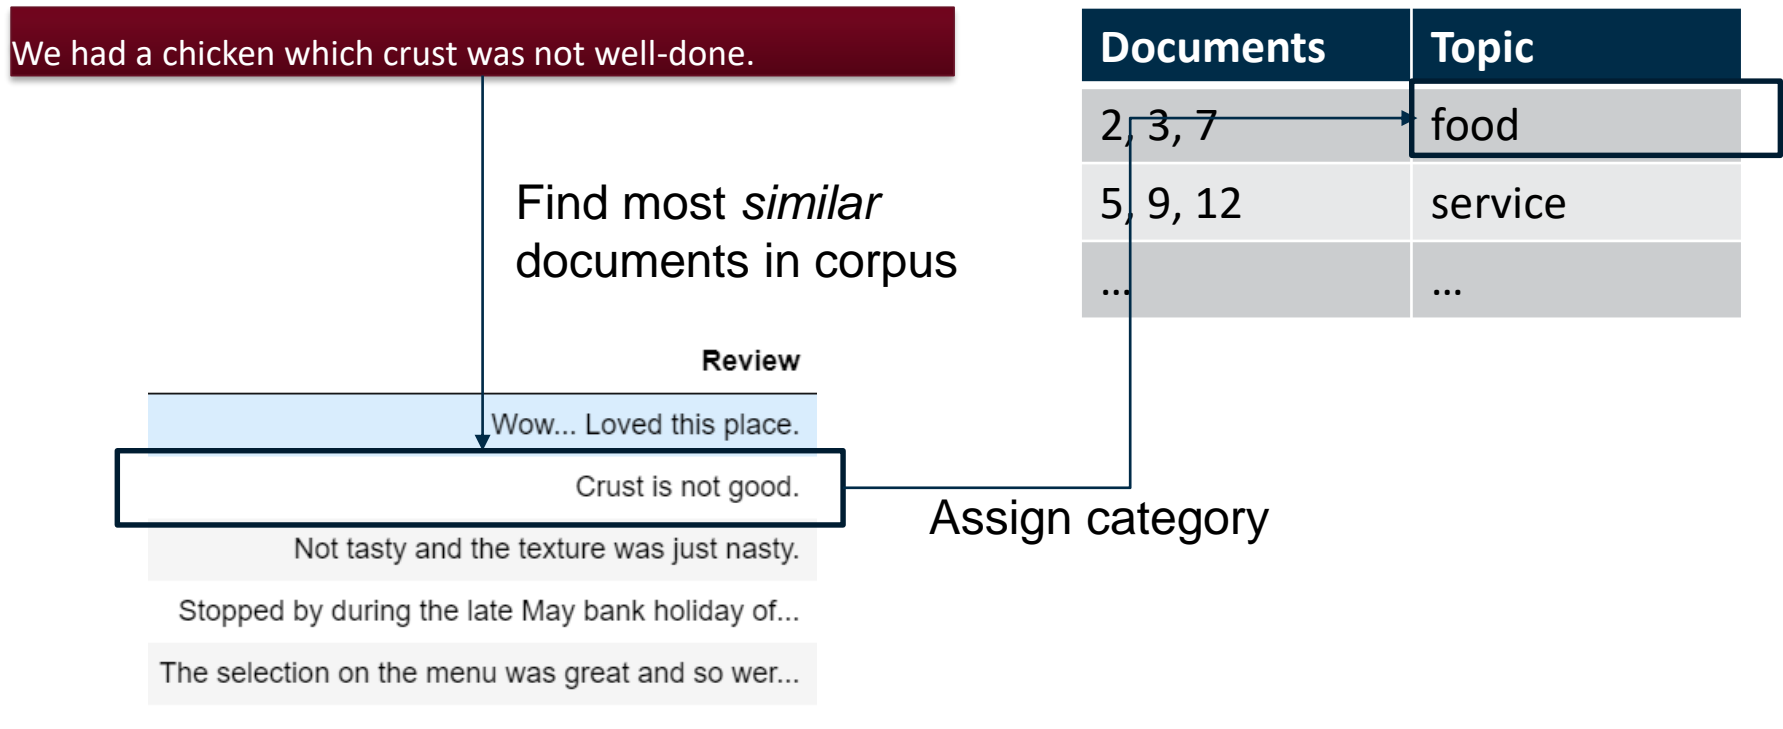 We had a chicken which crust was not well-done.
Documents Topic
2, 3, 7 food
5, 9, 12 service
... ...
Find most similar
documents in corpus
Review
Wow... Loved this place.
Crust is not good.
Not tasty and the texture was just nasty.
Stopped by during the late May bank holiday of...
The selection on the menu was great and so wer...
Assign category